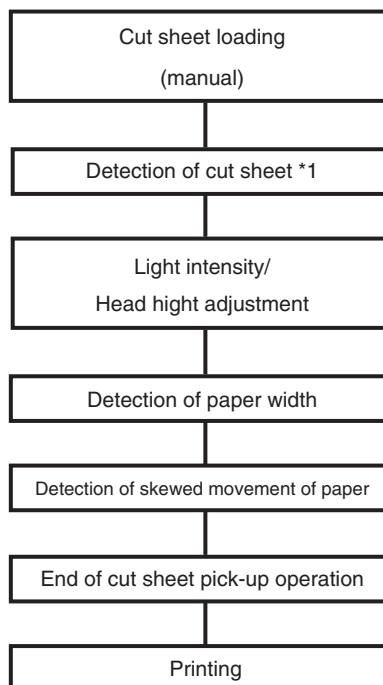 Cut sheet loading
(manual)
Detection of cut sheet *1
Light intensity/
Head hight adjustment
Detection of paper width
Detection of skewed movement of paper
End of cut sheet pick-up operation
Printing